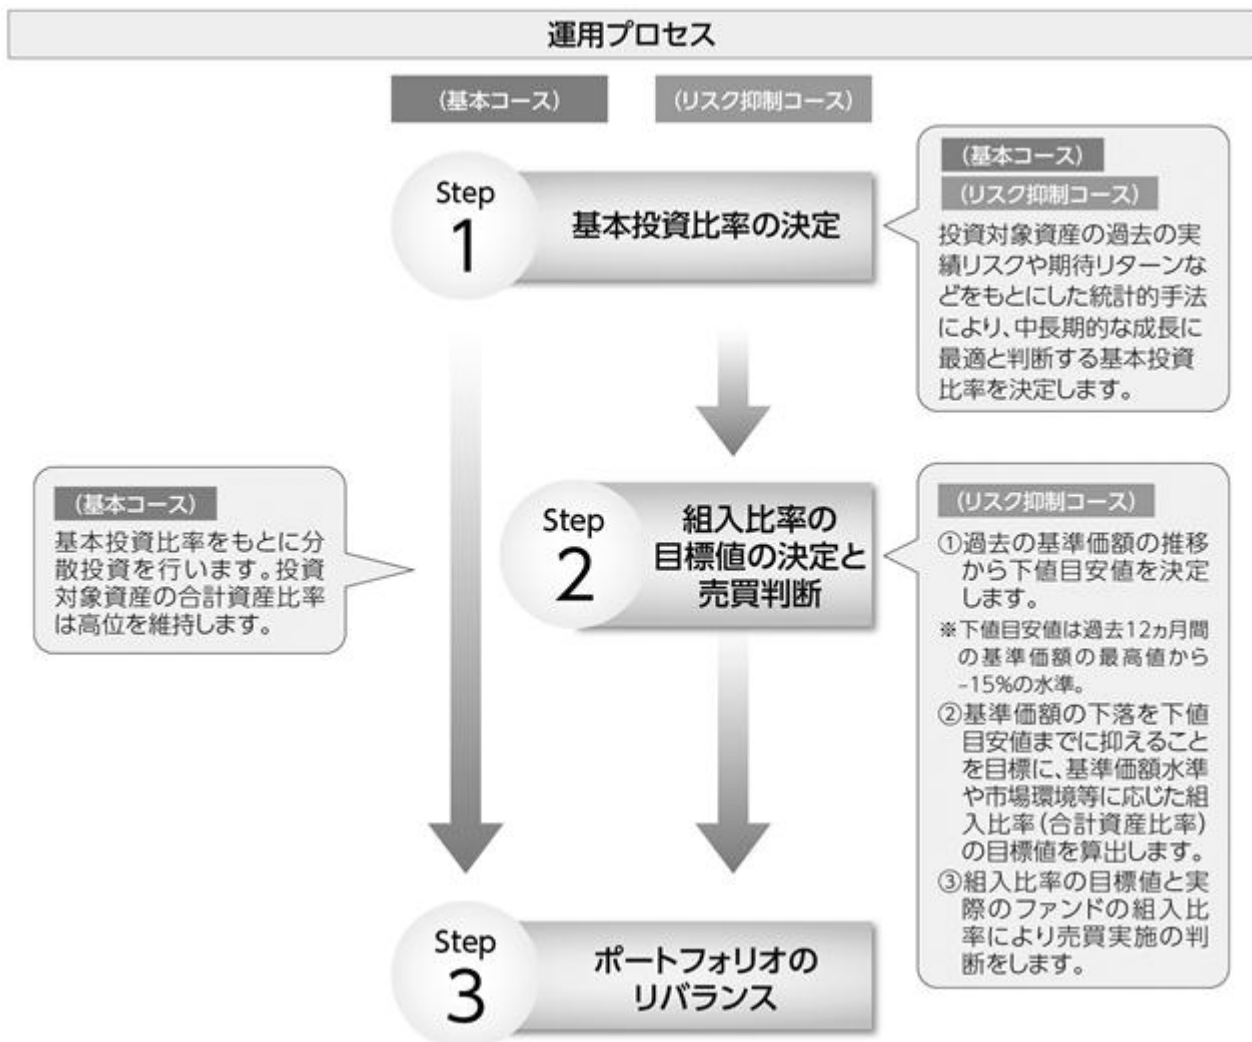 運用プロセス
(基本コース)
(リスク抑制コース)
Step
1
基本投資比率の決定
(基本コース)
(リスク抑制コース)
投資対象資産の過去の実
績リスクや期待リターンな
どをもとにした統計的手法
により、中長期的な成長に
最適と判断する基本投資
比率を決定します。
(基本コース)
基本投資比率をもとに分
散投資を行います。投資
対象資産の合計資産比率
は高位を維持します。
Step
2
組入比率の
目標値の決定と
売買判断
(リスク抑制コース)
①過去の基準価額の推移
から下値目安値を決定
します。
※下値目安値は過去12ヵ月間
の基準価額の最高値から
-15%の水準。
②基準価額の下落を下値
目安値までに抑えること
を目標に、基準価額水準
や市場環境等に応じた組
入比率(合計資産比率)
の目標値を算出します。
③組入比率の目標値と実
際のファンドの組入比
率により売買実施の判
断をします。
Step
3
ポートフォリオの
リバランス